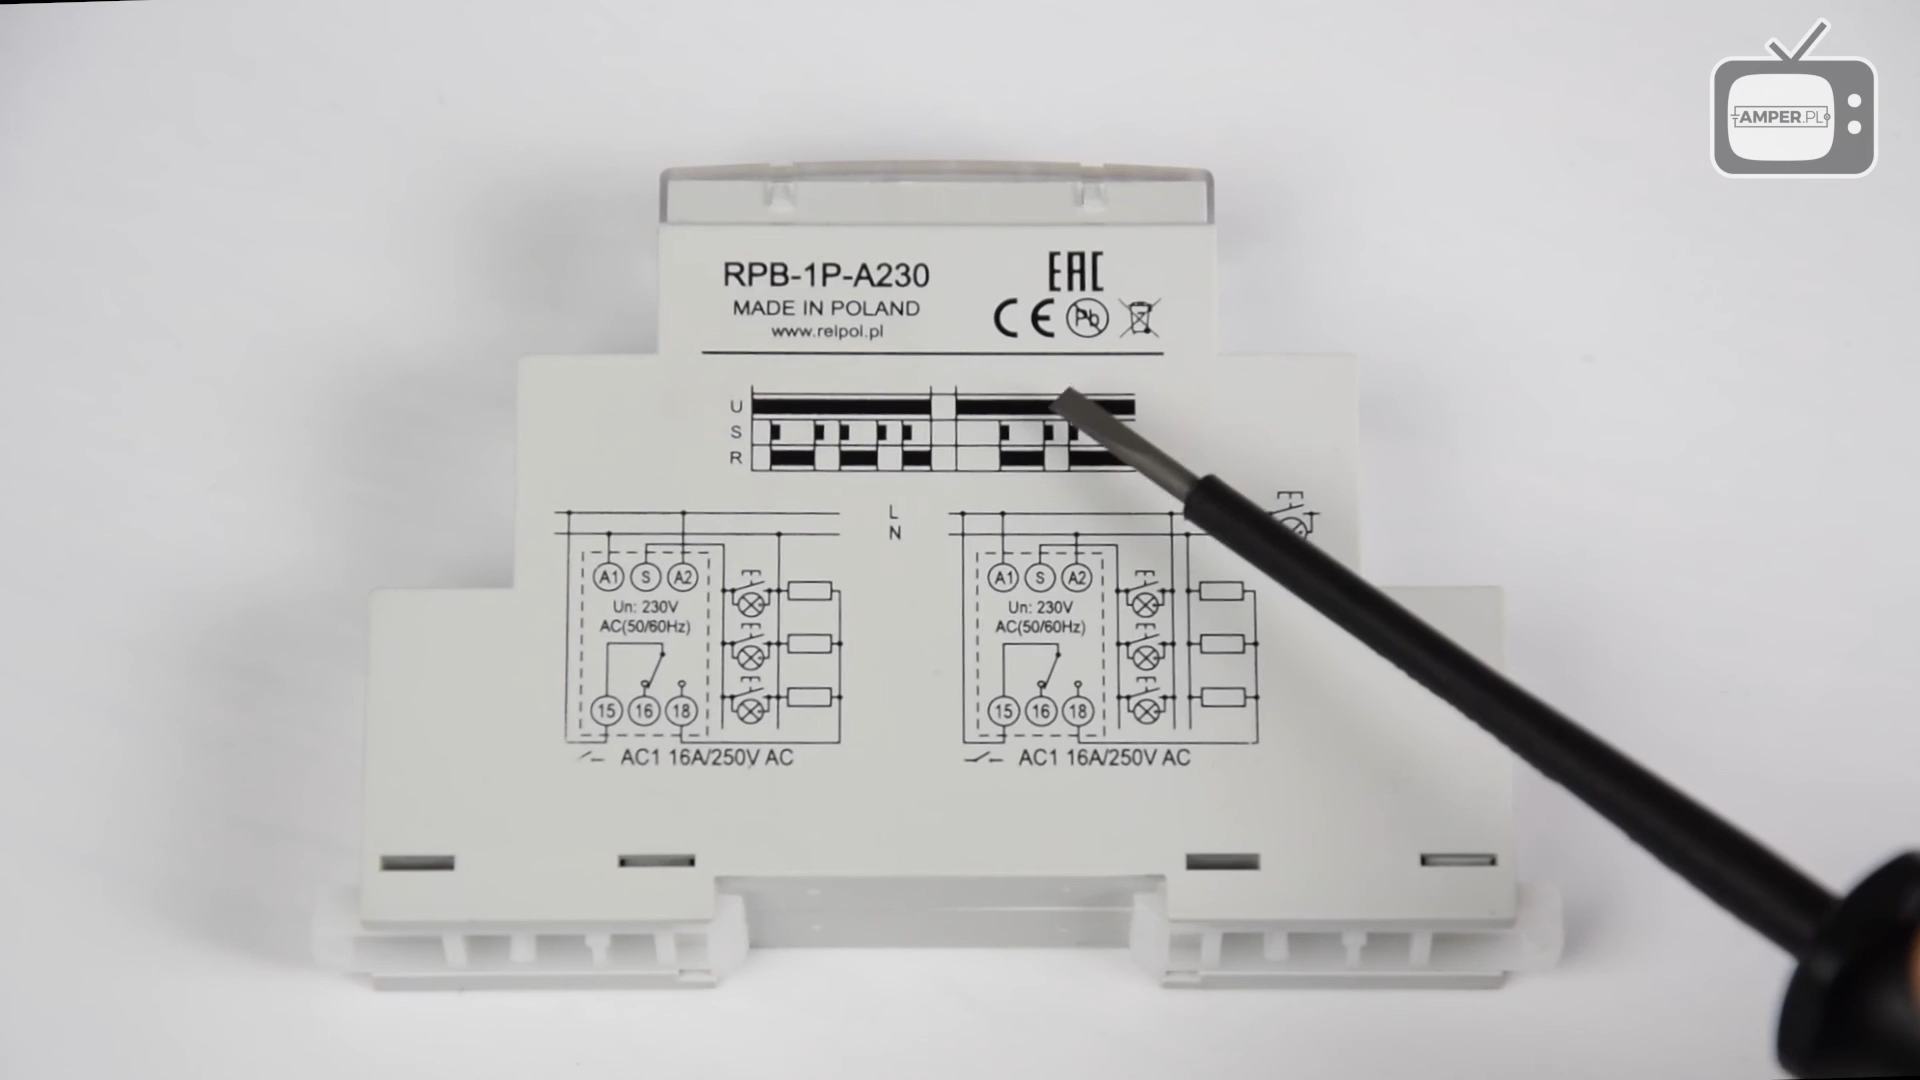 AMPER.PL
RPB-1P-A230
MADE IN POLAND
www.relpol.pl
EAC
CE
Pb
U
S
R
L
N
A1 S A2
Un: 230V
AC(50/60Hz)
15 16 18
AC1 16A/250V AC
A1 S A2
Un: 230V
AC(50/60Hz)
15 16 18
AC1 16A/250V AC